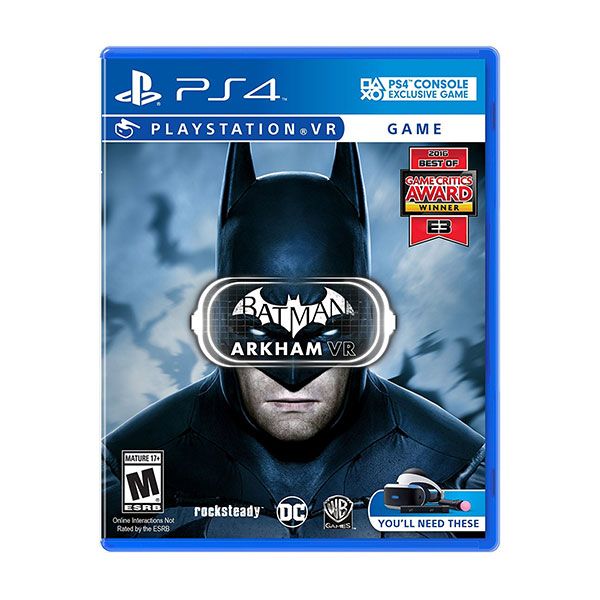 PS4™
PS4™ CONSOLE
EXCLUSIVE GAME
PLAYSTATION®VR
GAME
2016
BEST OF
GAME CRITICS
AWARD
WINNER
E3
BATMAN
ARKHAM VR
MATURE 17+
M
ESRB
Online Interactions Not
Rated by the ESRB
rocksteady
DC
WB
GAMES
YOU'LL NEED THESE